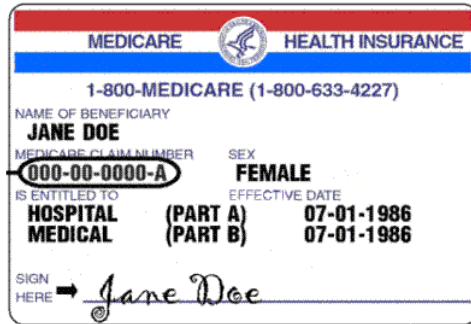 MEDICARE HEALTH INSURANCE
1-800-MEDICARE (1-800-633-4227)
NAME OF BENEFICIARY
JANE DOE
MEDICARE CLAIM NUMBER SEX
000-00-0000-A FEMALE
IS ENTITLED TO EFFECTIVE DATE
HOSPITAL (PART A) 07-01-1986
MEDICAL (PART B) 07-01-1986
SIGN
HERE Jane Doe